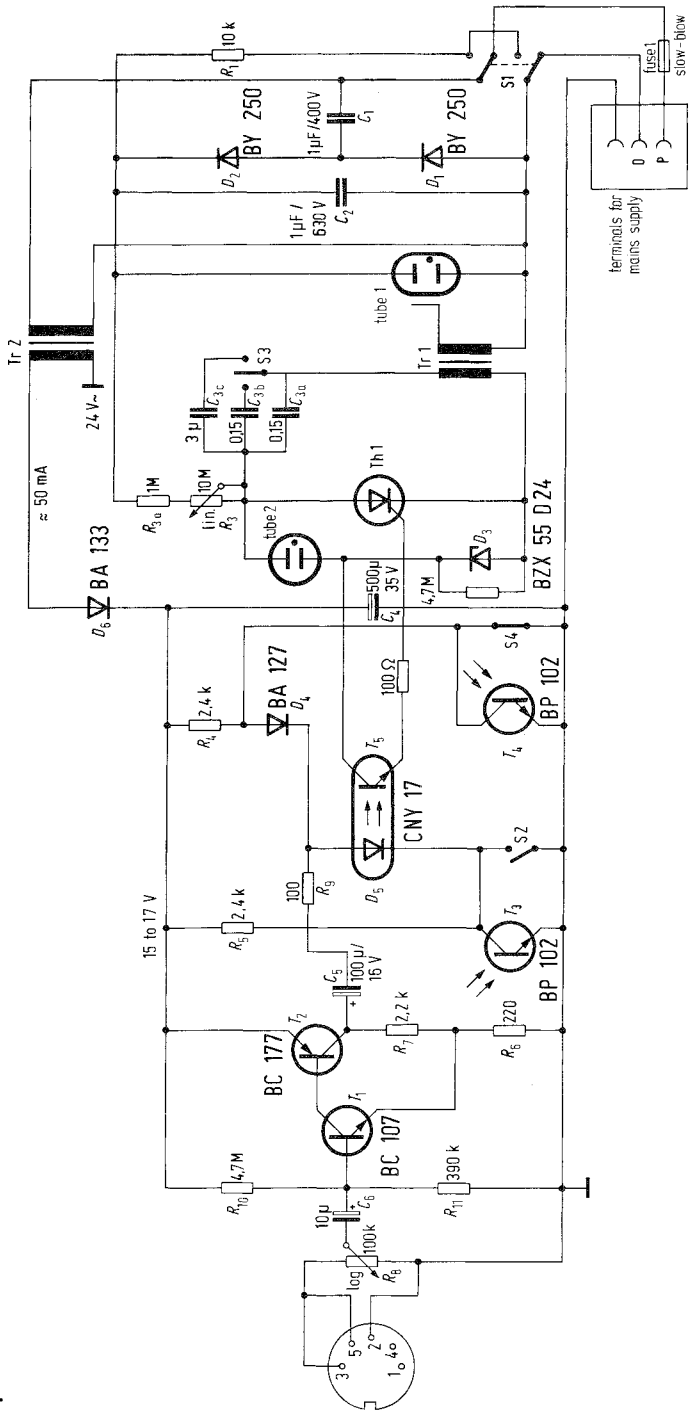 Tr 2
≈ 50 mA
24 V~
D₆ BA 133
15 to 17 V
R₁
10 k
D₂
BY 250
1µF/400 V
C₁
D₁
BY 250
1µF/
630 V
C₂
S1
fuse1
slow-blow
0
P
terminals for
mains supply
tube 1
Tr 1
S3
3 µ
C₃c
0,15
C₃b
0,15
C₃a
R₃a
1M
10M
lin.
R₃
tube2
Th1
500µ
35 V
C₄
4,7M
D₃
BZX 55 D24
R₄
2,4 k
BA 127
D₄
100Ω
T₅
CNY 17
D₅
S4
T₄
BP 102
R₅
2,4 k
100
R₉
S2
T₃
BP 102
C₅
100µ/
16 V
+
T₂
BC 177
R₇
2,2 k
R₆
220
T₁
BC 107
R₁₀
4,7M
10µ
+
C₆
R₁₁
390 k
log
100k
R₈
3
5
2
1
4